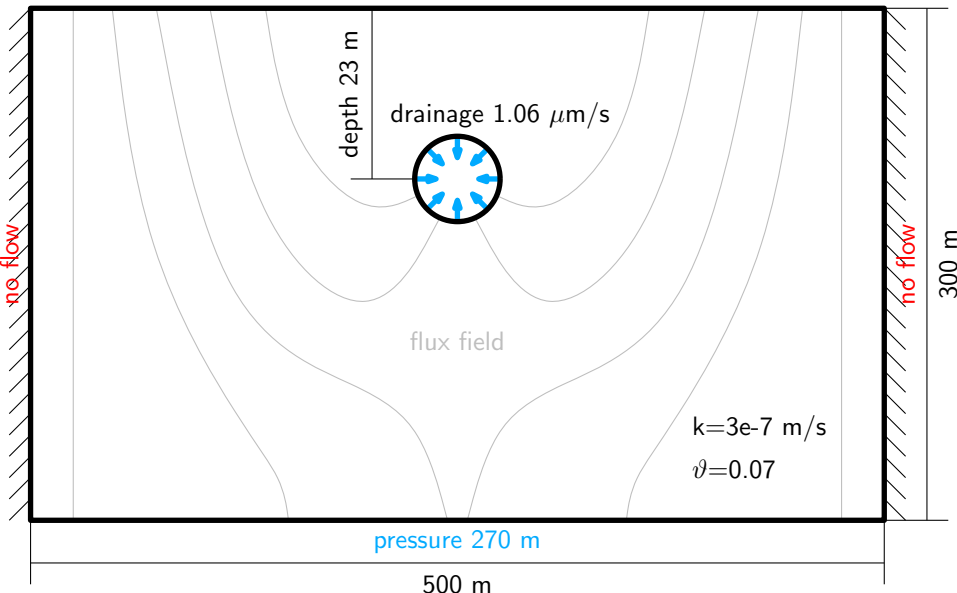 depth 23 m
drainage 1.06 μm/s
no flow
no flow
300 m
flux field
k=3e-7 m/s
ϑ=0.07
pressure 270 m
500 m